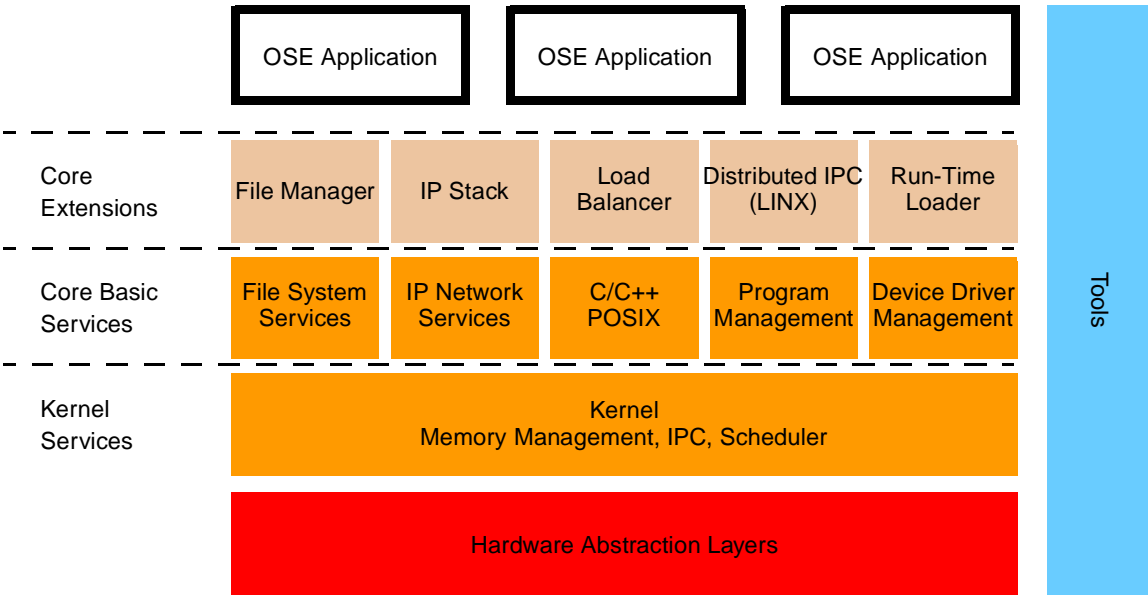 OSE Application
OSE Application
OSE Application
Core
Extensions
File Manager
IP Stack
Load
Balancer
Distributed IPC
(LINX)
Run-Time
Loader
Core Basic
Services
File System
Services
IP Network
Services
C/C++
POSIX
Program
Management
Device Driver
Management
Kernel
Services
Kernel
Memory Management, IPC, Scheduler
Hardware Abstraction Layers
Tools